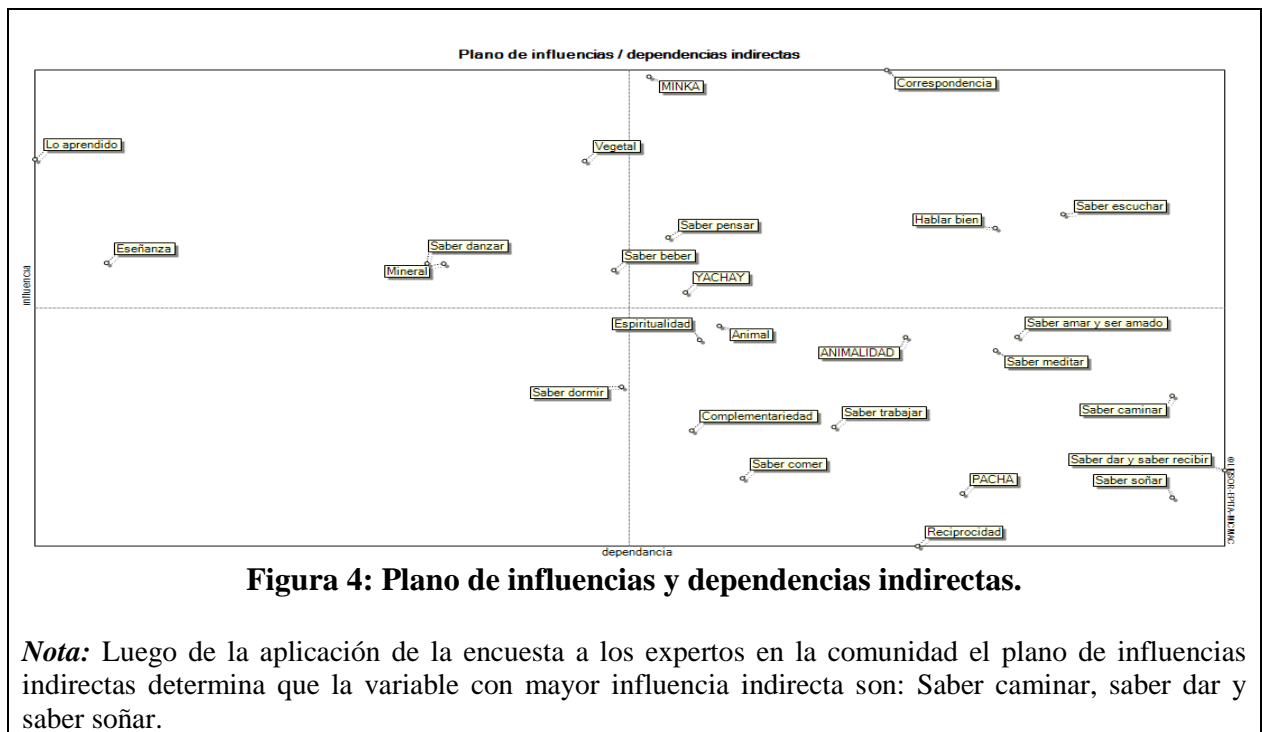 Plano de influencias / dependencias indirectas
MINKA
Correspondencia
Lo aprendido
Vegetal
Saber escuchar
Hablar bien
Saber pensar
Eseñanza
Saber danzar
Saber beber
Mineral
YACHAY
influencia
Espiritualidad
Animal
Saber amar y ser amado
ANIMALIDAD
Saber meditar
Saber dormir
Saber caminar
Complementariedad
Saber trabajar
Saber comer
Saber dar y saber recibir
PACHA
Saber soñar
Reciprocidad
dependancia
Figura 4: Plano de influencias y dependencias indirectas.
Nota: Luego de la aplicación de la encuesta a los expertos en la comunidad el plano de influencias
indirectas determina que la variable con mayor influencia indirecta son: Saber caminar, saber dar y
saber soñar.